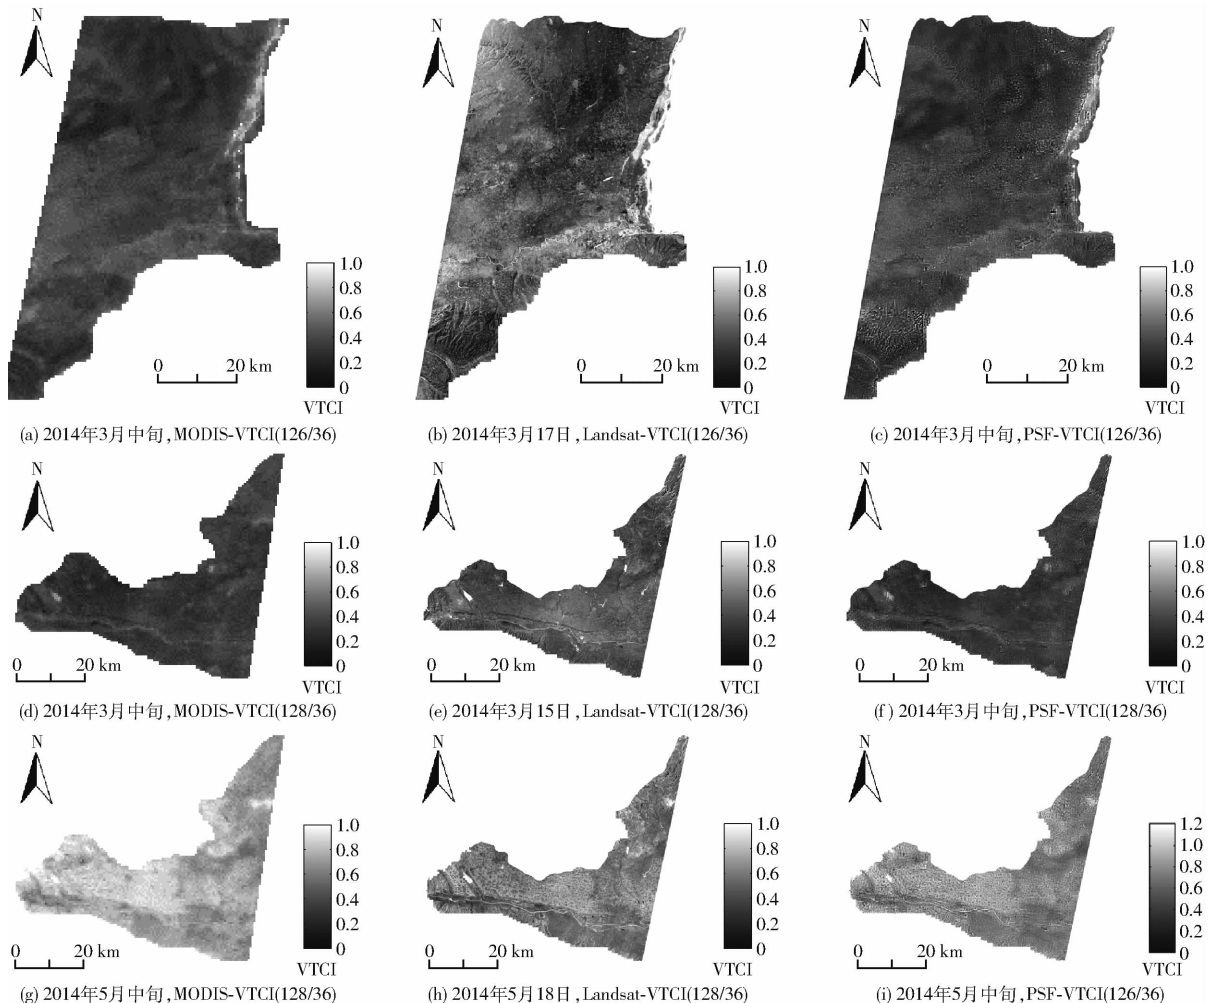 N
N
N
1.0
0.8
0.6
0.4
0.2
0
VTCI
0 20 km
(a) 2014年3月中旬,MODIS-VTCI(126/36)
1.0
0.8
0.6
0.4
0.2
0
VTCI
0 20 km
(b) 2014年3月17日,Landsat-VTCI(126/36)
1.0
0.8
0.6
0.4
0.2
0
VTCI
0 20 km
(c) 2014年3月中旬,PSF-VTCI(126/36)
N
N
N
1.0
0.8
0.6
0.4
0.2
0
VTCI
0 20 km
(d) 2014年3月中旬,MODIS-VTCI(128/36)
1.0
0.8
0.6
0.4
0.2
0
VTCI
0 20 km
(e) 2014年3月15日,Landsat-VTCI(128/36)
1.0
0.8
0.6
0.4
0.2
0
VTCI
0 20 km
(f) 2014年3月中旬,PSF-VTCI(128/36)
N
N
N
1.0
0.8
0.6
0.4
0.2
0
VTCI
0 20 km
(g) 2014年5月中旬,MODIS-VTCI(128/36)
1.0
0.8
0.6
0.4
0.2
0
VTCI
0 20 km
(h) 2014年5月18日,Landsat-VTCI(128/36)
1.2
1.0
0.8
0.6
0.4
0.2
0
VTCI
0 20 km
(i) 2014年5月中旬,PSF-VTCI(126/36)